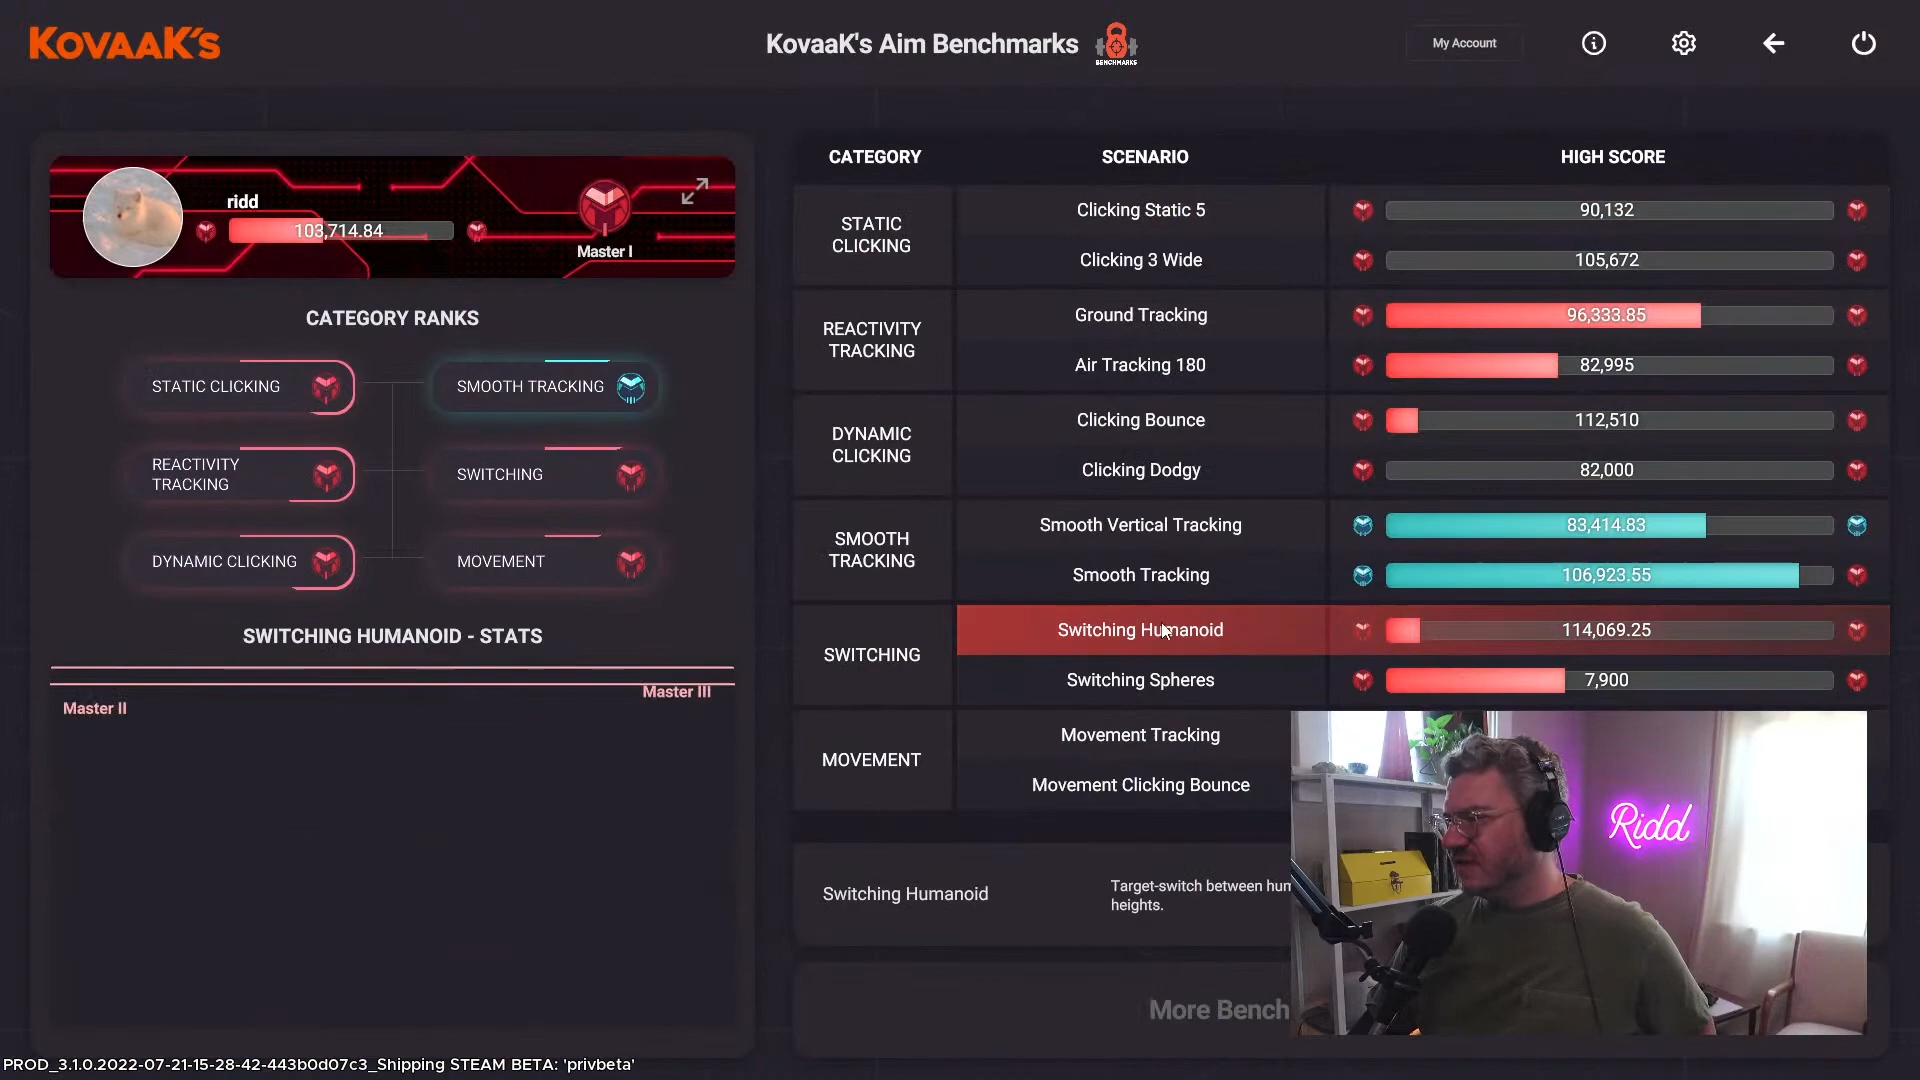 KovaaK's
KovaaK's Aim Benchmarks
BENCHMARKS
My Account
ridd
103,714.84
Master I
CATEGORY RANKS
STATIC CLICKING
SMOOTH TRACKING
REACTIVITY
TRACKING
SWITCHING
DYNAMIC CLICKING
MOVEMENT
SWITCHING HUMANOID - STATS
Master III
Master II
CATEGORY
SCENARIO
HIGH SCORE
STATIC
CLICKING
Clicking Static 5
90,132
Clicking 3 Wide
105,672
REACTIVITY
TRACKING
Ground Tracking
96,333.85
Air Tracking 180
82,995
DYNAMIC
CLICKING
Clicking Bounce
112,510
Clicking Dodgy
82,000
SMOOTH
TRACKING
Smooth Vertical Tracking
83,414.83
Smooth Tracking
106,923.55
SWITCHING
Switching Humanoid
114,069.25
Switching Spheres
7,900
MOVEMENT
Movement Tracking
Movement Clicking Bounce
Switching Humanoid
Target-switch between hum
heights.
More Bench
Ridd
PROD_3.1.0.2022-07-21-15-28-42-443b0d07c3_Shipping STEAM BETA: 'privbeta'